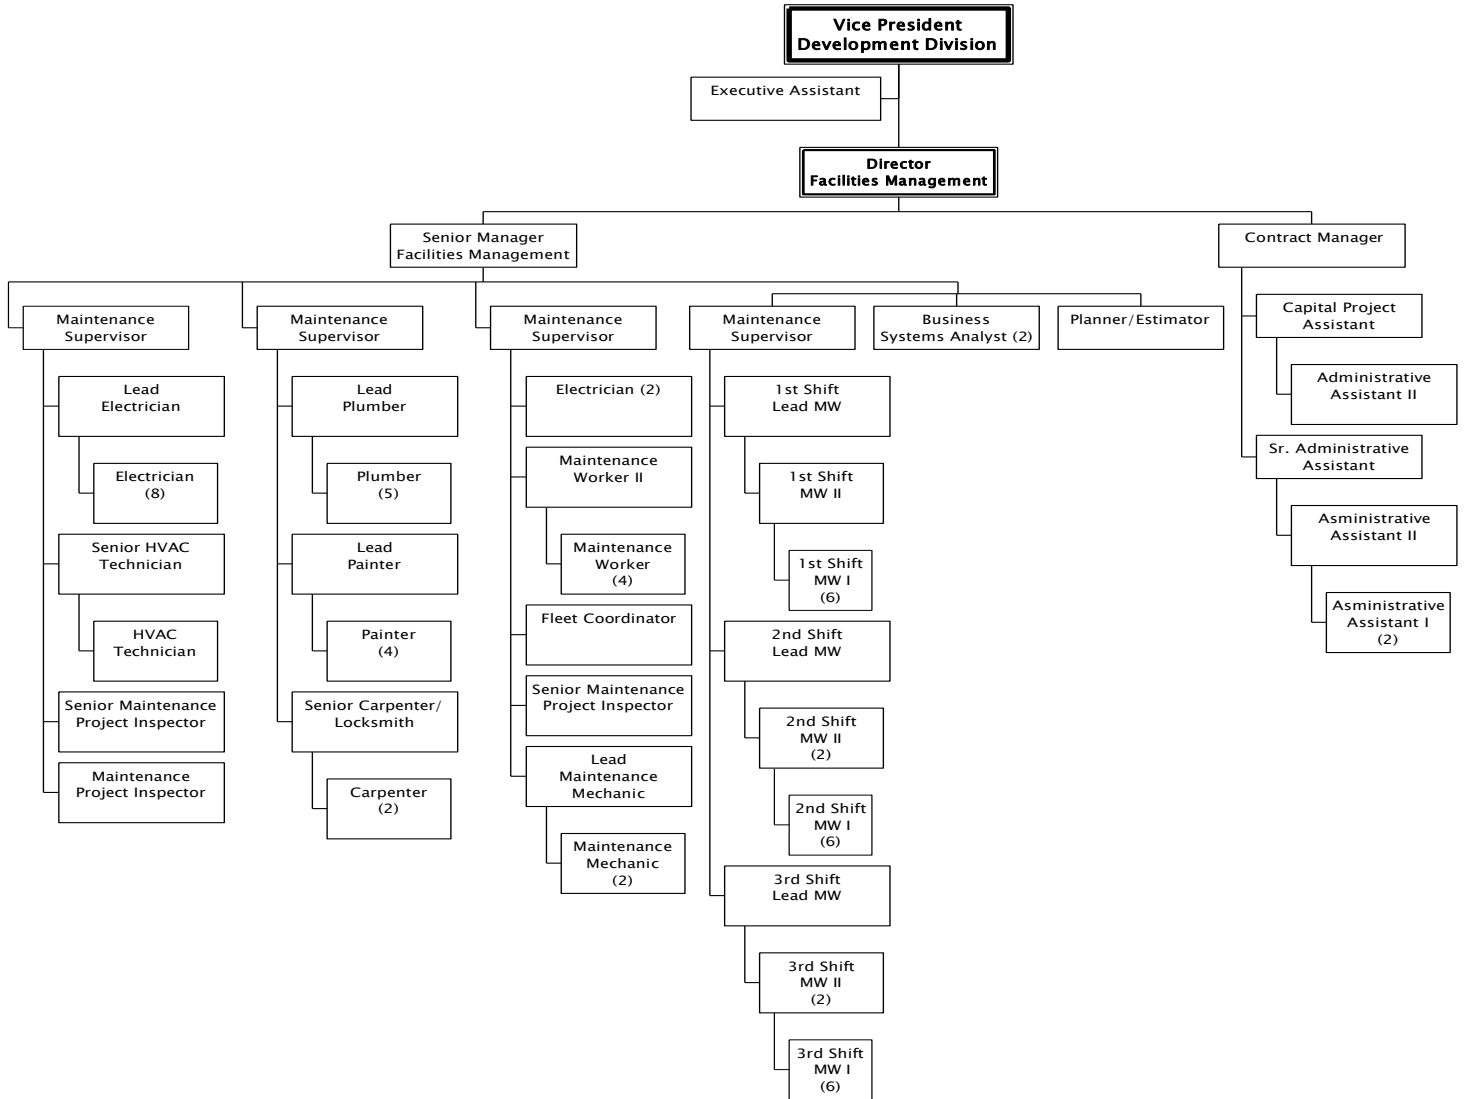 Vice President
Development Division
Executive Assistant
Director
Facilities Management
Senior Manager
Facilities Management
Contract Manager
Maintenance
Supervisor
Lead
Electrician
Electrician
(8)
Senior HVAC
Technician
HVAC
Technician
Senior Maintenance
Project Inspector
Maintenance
Project Inspector
Maintenance
Supervisor
Lead
Plumber
Plumber
(5)
Lead
Painter
Painter
(4)
Senior Carpenter/
Locksmith
Carpenter
(2)
Maintenance
Supervisor
Electrician (2)
Maintenance
Worker II
Maintenance
Worker
(4)
Fleet Coordinator
Senior Maintenance
Project Inspector
Lead
Maintenance
Mechanic
Maintenance
Mechanic
(2)
Maintenance
Supervisor
1st Shift
Lead MW
1st Shift
MW II
1st Shift
MW I
(6)
2nd Shift
Lead MW
2nd Shift
MW II
(2)
2nd Shift
MW I
(6)
3rd Shift
Lead MW
3rd Shift
MW II
(2)
3rd Shift
MW I
(6)
Business
Systems Analyst (2)
Planner/Estimator
Capital Project
Assistant
Administrative
Assistant II
Sr. Administrative
Assistant
Asministrative
Assistant II
Asministrative
Assistant I
(2)